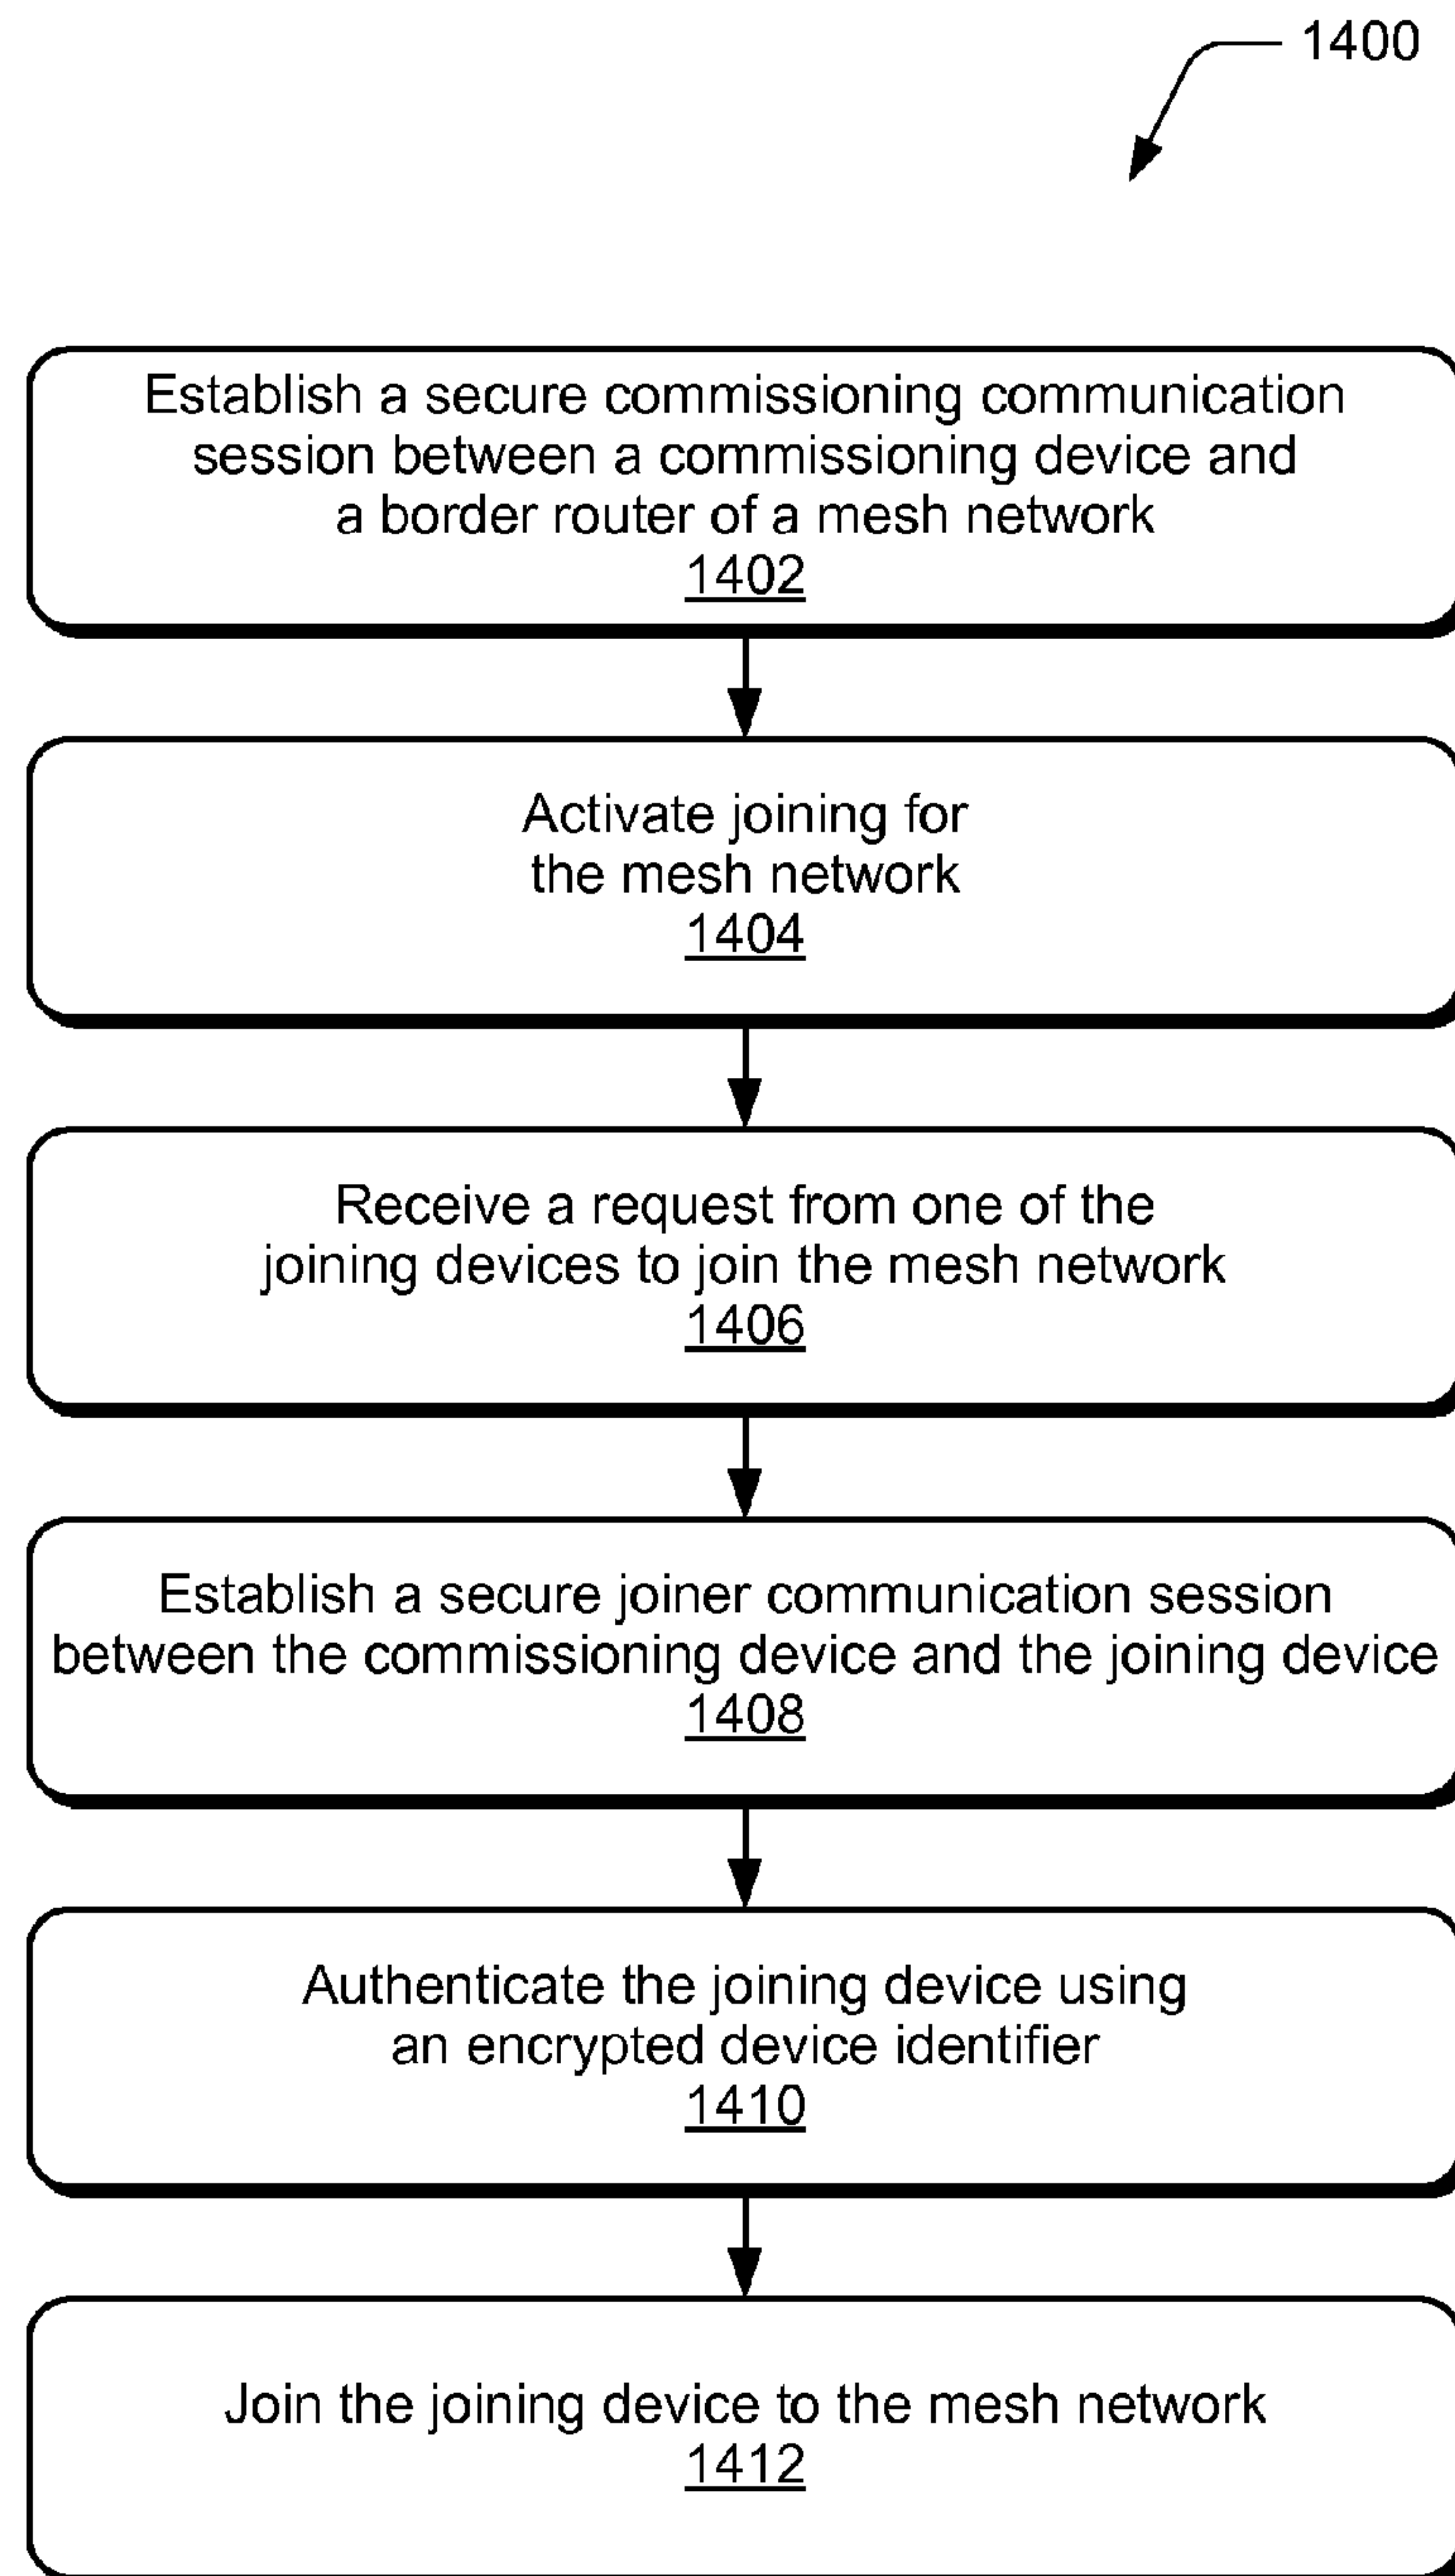 1400
Establish a secure commissioning communication
session between a commissioning device and
a border router of a mesh network
1402
Activate joining for
the mesh network
1404
Receive a request from one of the
joining devices to join the mesh network
1406
Establish a secure joiner communication session
between the commissioning device and the joining device
1408
Authenticate the joining device using
an encrypted device identifier
1410
Join the joining device to the mesh network
1412